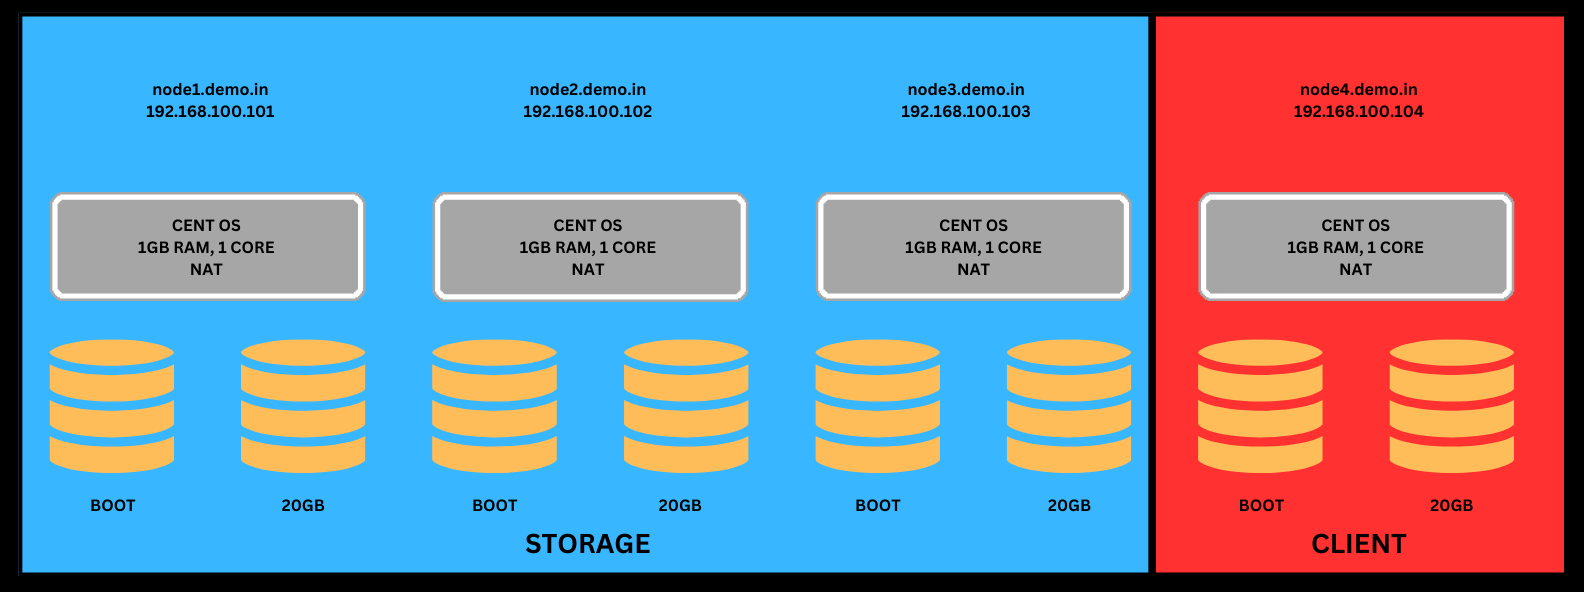 node1.demo.in
192.168.100.101
node2.demo.in
192.168.100.102
node3.demo.in
192.168.100.103
node4.demo.in
192.168.100.104
CENT OS
1GB RAM, 1 CORE
NAT
CENT OS
1GB RAM, 1 CORE
NAT
CENT OS
1GB RAM, 1 CORE
NAT
CENT OS
1GB RAM, 1 CORE
NAT
BOOT
20GB
BOOT
20GB
BOOT
20GB
BOOT
20GB
STORAGE
CLIENT